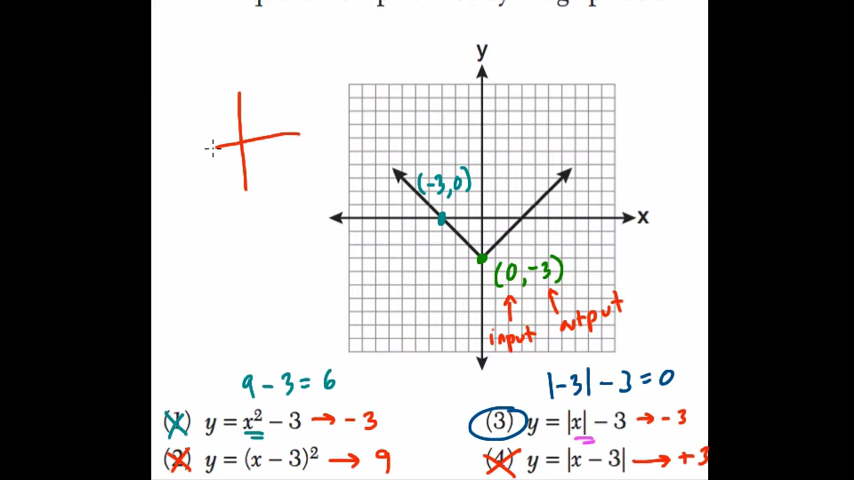 y
(-3,0)
x
(0,-3)
input output
9 - 3 = 6 |-3| - 3 = 0
(1) y = x² - 3 → -3 (3) y = |x| - 3 → -3
(2) y = (x - 3)² → 9 (4) y = |x - 3| → +3